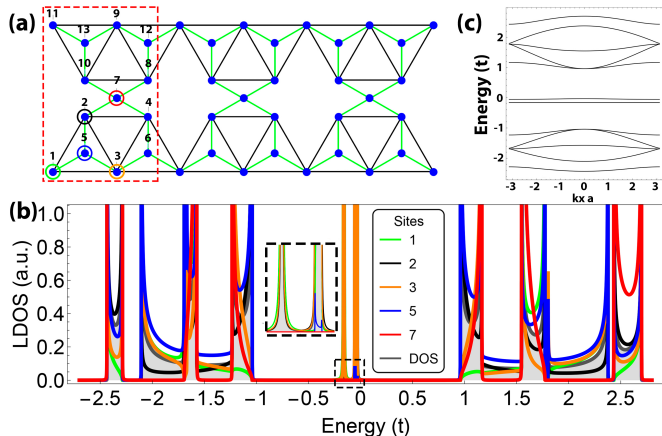 (a)
11 9
13 12
10 8
7
2 4
5 6
1 3
(c)
Energy (t)
2
1
0
-1
-2
-3 -2 -1 0 1 2 3
kx a
(b)
LDOS (a.u.)
1.0
0.8
0.6
0.4
0.2
0.0
Sites
1
2
3
5
7
DOS
−2.5 −2 −1.5 −1 −0.5 0 0.5 1 1.5 2 2.5
Energy (t)